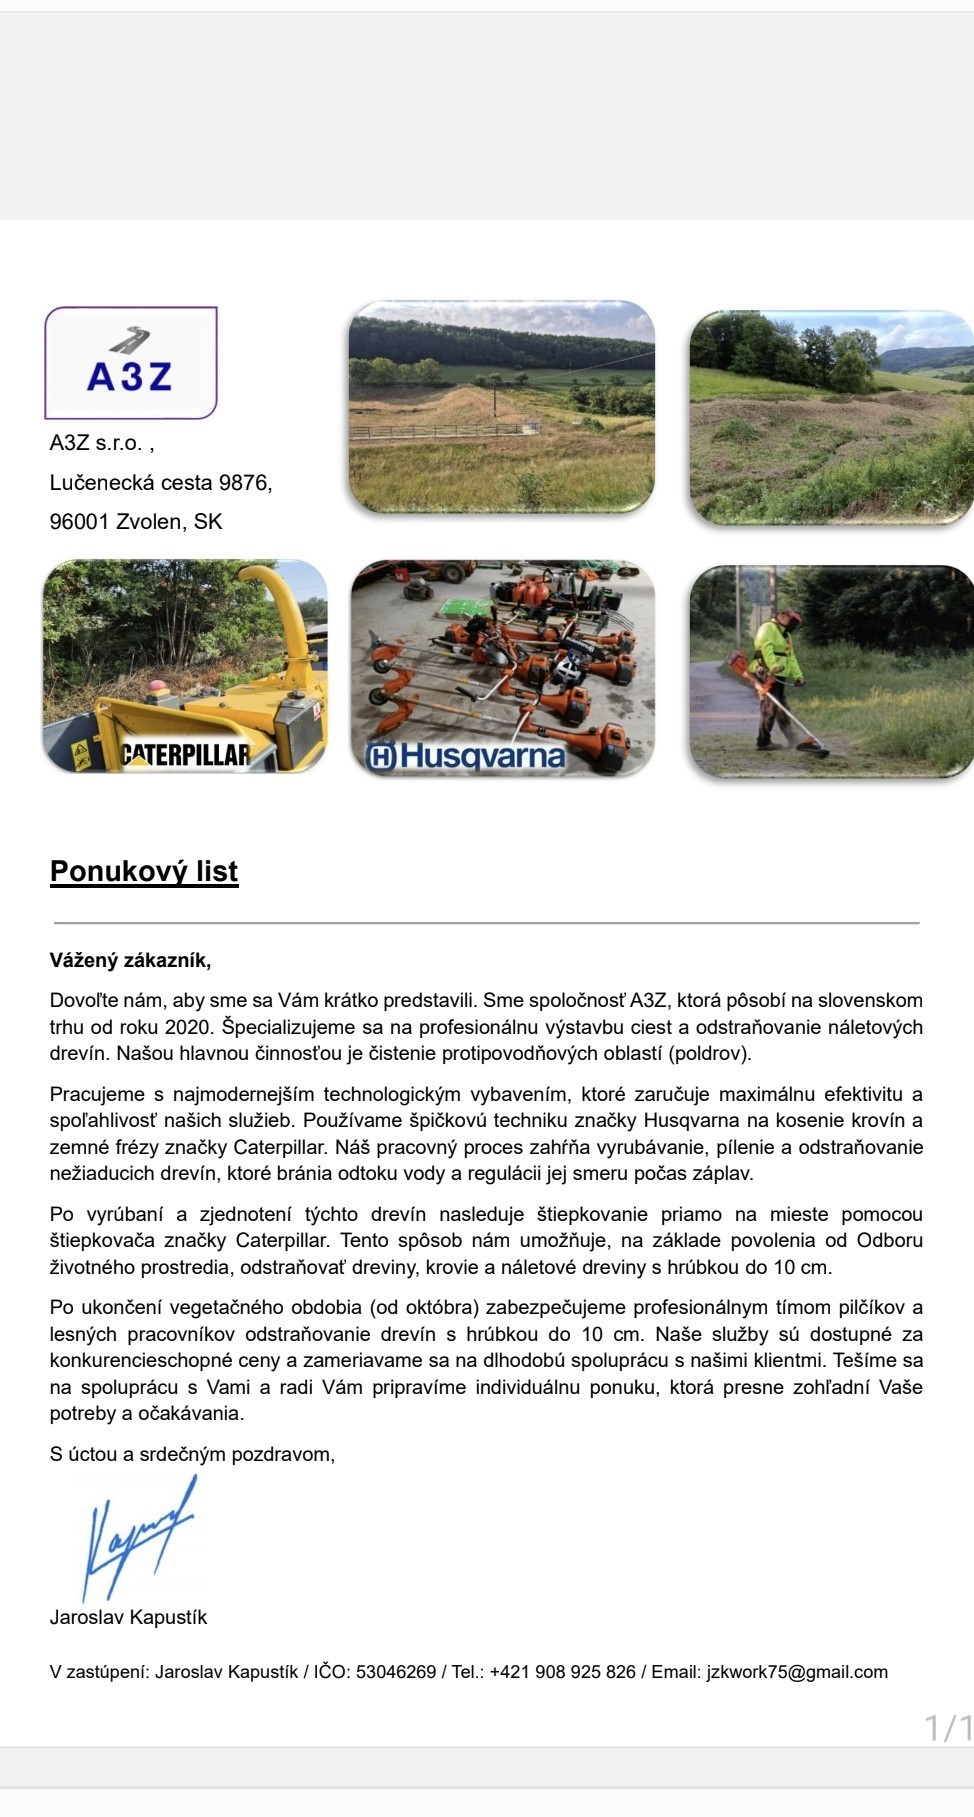 A3Z
A3Z s.r.o. ,
Lučenecká cesta 9876,
96001 Zvolen, SK
CATERPILLAR
Husqvarna
Ponukový list
Vážený zákazník,
Dovoľte nám, aby sme sa Vám krátko predstavili. Sme spoločnosť A3Z, ktorá pôsobí na slovenskom
trhu od roku 2020. Špecializujeme sa na profesionálnu výstavbu ciest a odstraňovanie náletových
drevín. Našou hlavnou činnosťou je čistenie protipovodňových oblastí (poldrov).
Pracujeme s najmodernejším technologickým vybavením, ktoré zaručuje maximálnu efektivitu a
spoľahlivosť našich služieb. Používame špičkovú techniku značky Husqvarna na kosenie krovín a
zemné frézy značky Caterpillar. Náš pracovný proces zahŕňa vyrubávanie, pílenie a odstraňovanie
nežiaducich drevín, ktoré bránia odtoku vody a regulácii jej smeru počas záplav.
Po vyrúbaní a zjednotení týchto drevín nasleduje štiepkovanie priamo na mieste pomocou
štiepkovača značky Caterpillar. Tento spôsob nám umožňuje, na základe povolenia od Odboru
životného prostredia, odstraňovať dreviny, krovie a náletové dreviny s hrúbkou do 10 cm.
Po ukončení vegetačného obdobia (od októbra) zabezpečujeme profesionálnym tímom pilčíkov a
lesných pracovníkov odstraňovanie drevín s hrúbkou do 10 cm. Naše služby sú dostupné za
konkurencieschopné ceny a zameriavame sa na dlhodobú spoluprácu s našimi klientmi. Tešíme sa
na spoluprácu s Vami a radi Vám pripravíme individuálnu ponuku, ktorá presne zohľadní Vaše
potreby a očakávania.
S úctou a srdečným pozdravom,
Jaroslav Kapustík
V zastúpení: Jaroslav Kapustík / IČO: 53046269 / Tel.: +421 908 925 826 / Email: jzkwork75@gmail.com
1/1